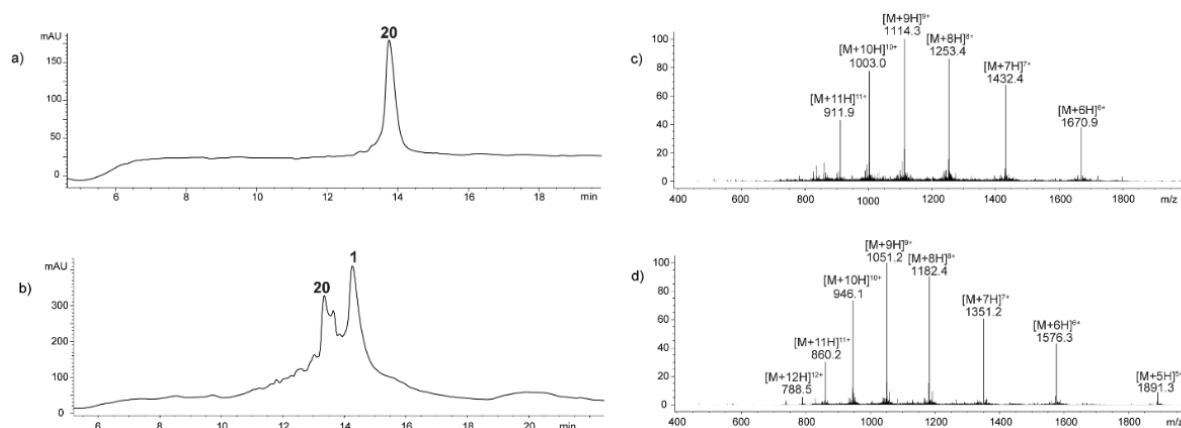 a)
mAU
150
100
50
0
20
6
8
10
12
14
16
18
min
b)
mAU
300
200
100
0
20
1
6
8
10
12
14
16
18
20
min
c)
100
80
60
40
20
0
[M+11H]¹¹⁺
911.9
[M+10H]¹⁰⁺
1003.0
[M+9H]⁹⁺
1114.3
[M+8H]⁸⁺
1253.4
[M+7H]⁷⁺
1432.4
[M+6H]⁶⁺
1670.9
400
600
800
1000
1200
1400
1600
1800
m/z
d)
100
80
60
40
20
0
[M+12H]¹²⁺
788.5
[M+11H]¹¹⁺
860.2
[M+10H]¹⁰⁺
946.1
[M+9H]⁹⁺
1051.2
[M+8H]⁸⁺
1182.4
[M+7H]⁷⁺
1351.2
[M+6H]⁶⁺
1576.3
[M+5H]⁵⁺
1891.3
400
600
800
1000
1200
1400
1600
1800
m/z